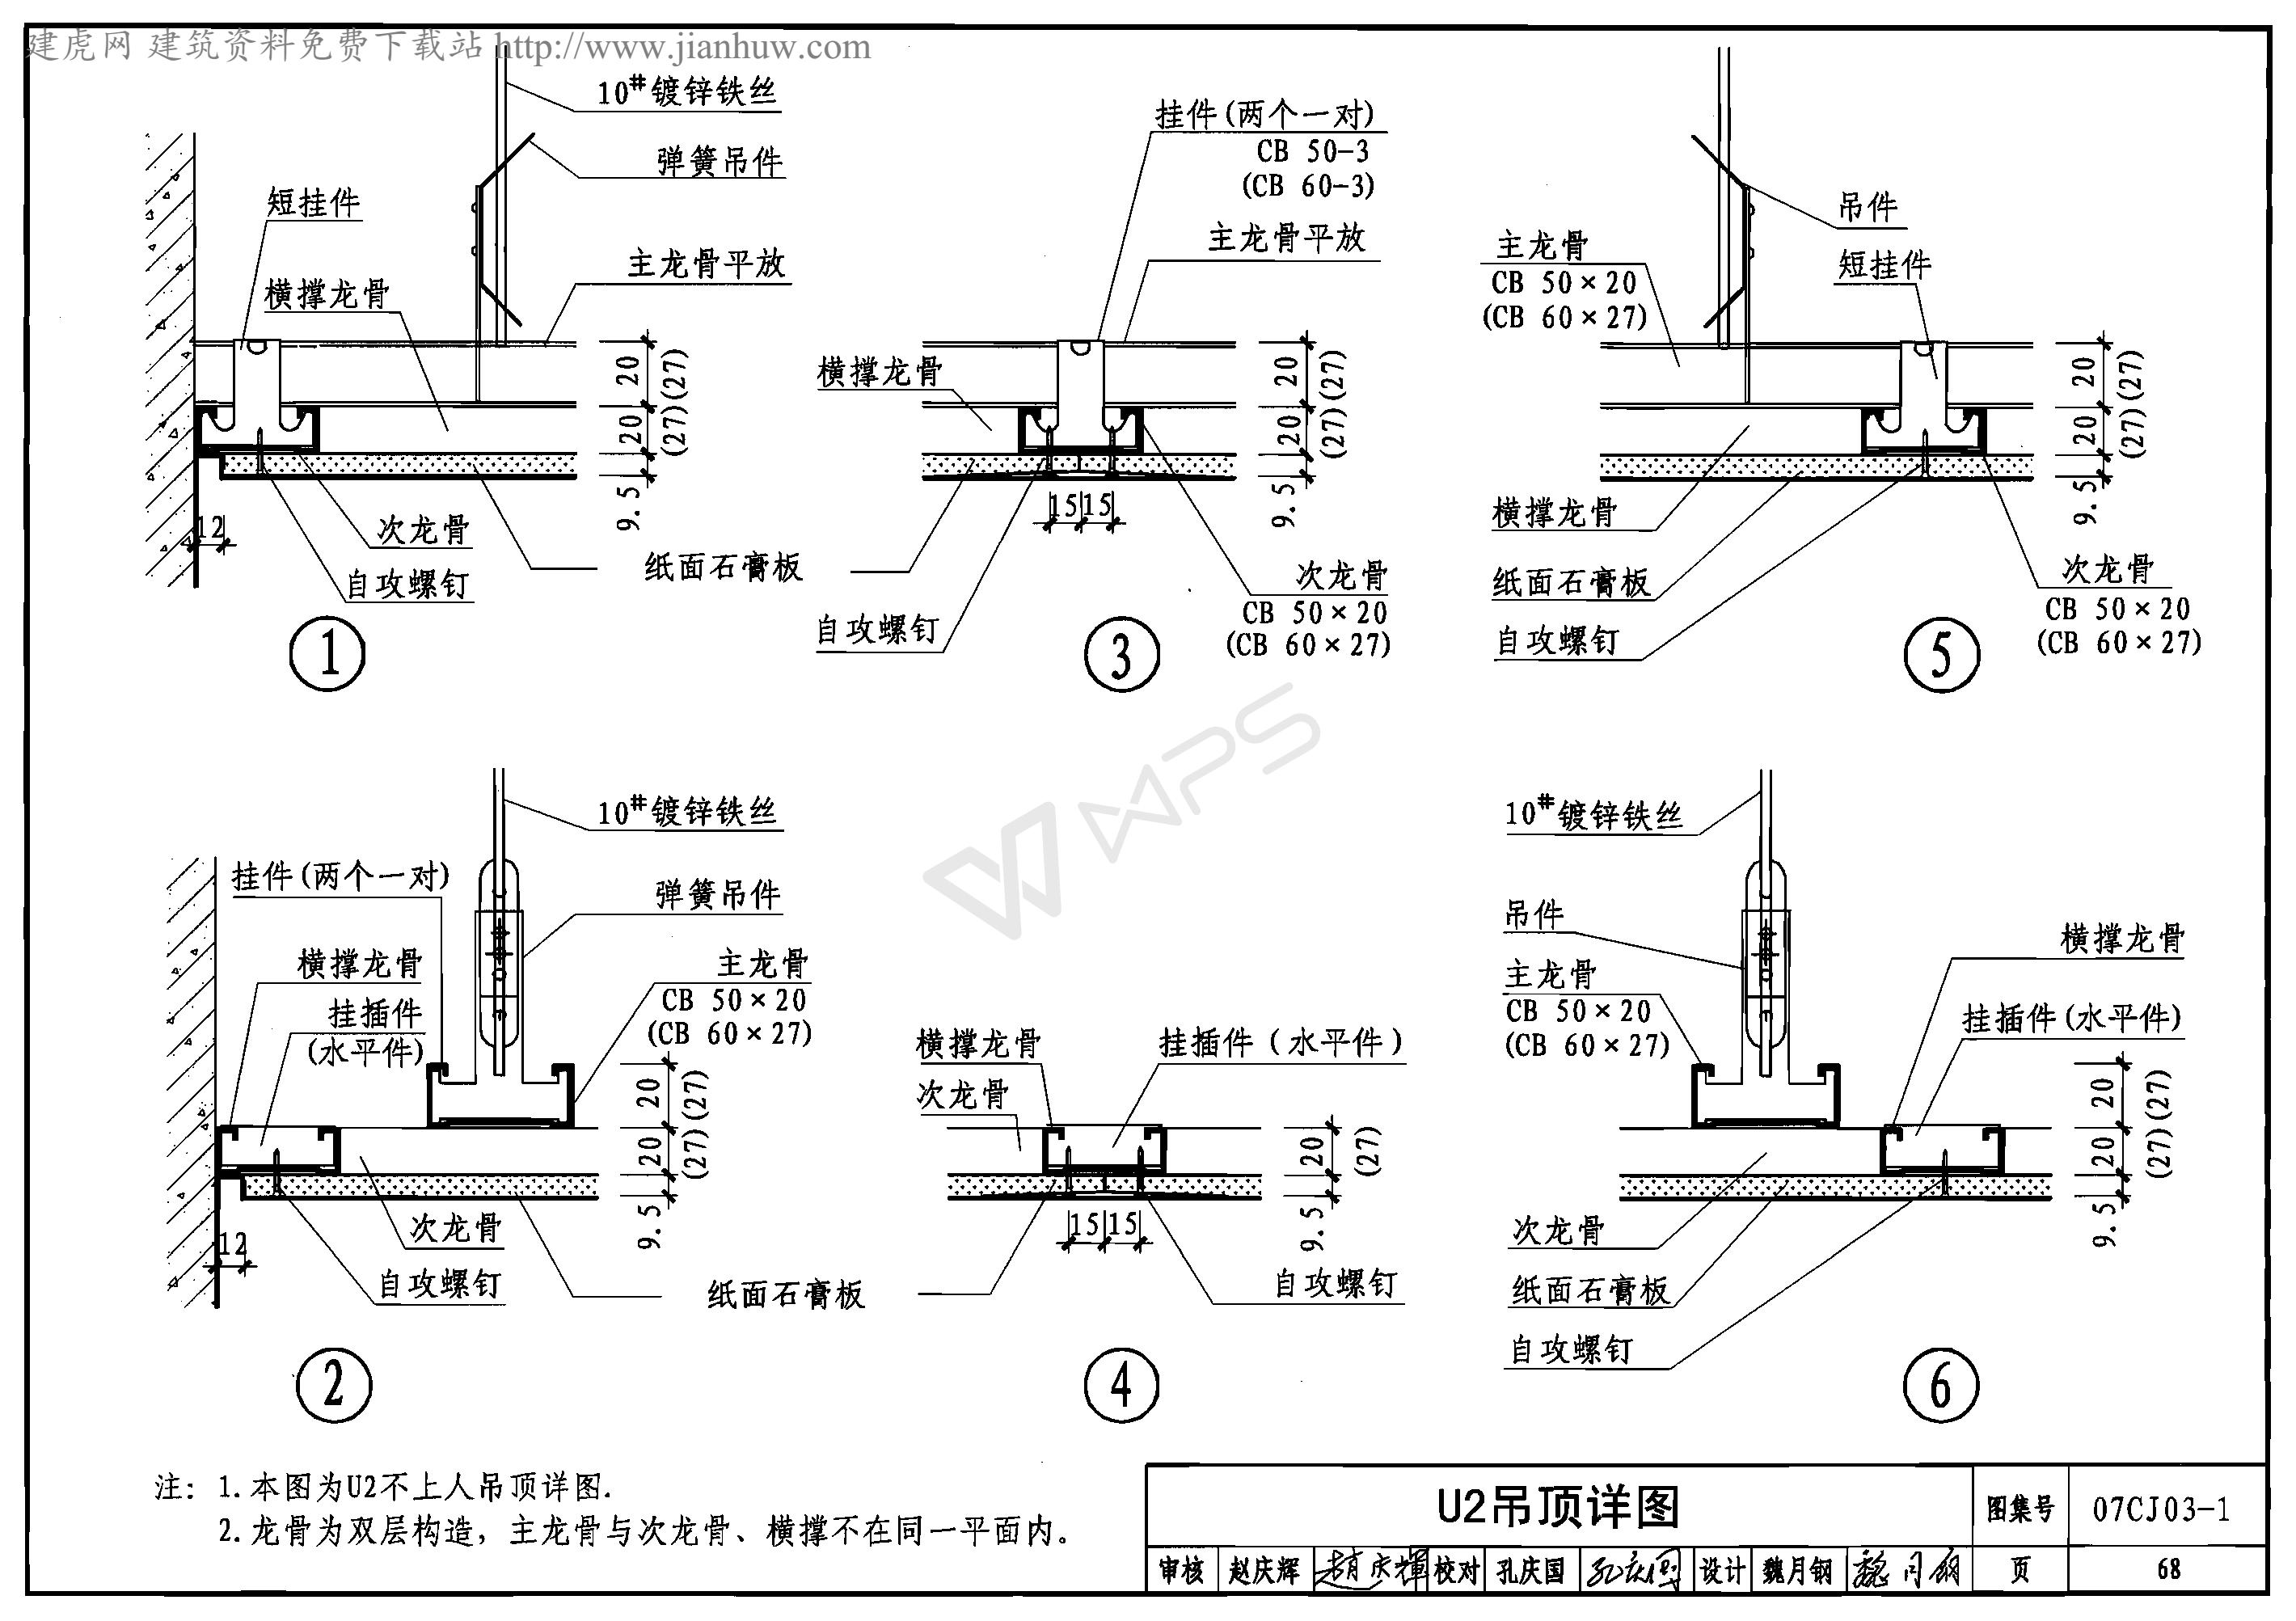 建虎网 建筑资料免费下载站 http://www.jianhuw.com
10#镀锌铁丝
弹簧吊件
短挂件
主龙骨平放
横撑龙骨
20
(27)
20
(27)
9.5
12
次龙骨
自攻螺钉
纸面石膏板
1
挂件(两个一对)
CB 50-3
(CB 60-3)
主龙骨平放
横撑龙骨
20
(27)
20
(27)
9.5
15 15
次龙骨
CB 50×20
(CB 60×27)
自攻螺钉
3
吊件
主龙骨
CB 50×20
(CB 60×27)
短挂件
20
(27)
20
(27)
9.5
横撑龙骨
纸面石膏板
自攻螺钉
次龙骨
CB 50×20
(CB 60×27)
5
WPS
10#镀锌铁丝
挂件(两个一对)
弹簧吊件
横撑龙骨
挂插件
(水平件)
主龙骨
CB 50×20
(CB 60×27)
20
(27)
20
(27)
9.5
12
次龙骨
自攻螺钉
纸面石膏板
2
横撑龙骨
次龙骨
挂插件(水平件)
20
(27)
9.5
15 15
自攻螺钉
4
10#镀锌铁丝
吊件
主龙骨
CB 50×20
(CB 60×27)
横撑龙骨
挂插件(水平件)
20
(27)
20
(27)
9.5
次龙骨
纸面石膏板
自攻螺钉
6
注: 1.本图为U2不上人吊顶详图.
2.龙骨为双层构造，主龙骨与次龙骨、横撑不在同一平面内。
U2吊顶详图
图集号 07CJ03-1
审核 赵庆辉 趙庆輝 校对 孔庆国 孔庆国 设计 魏月钢 魏月钢 页 68